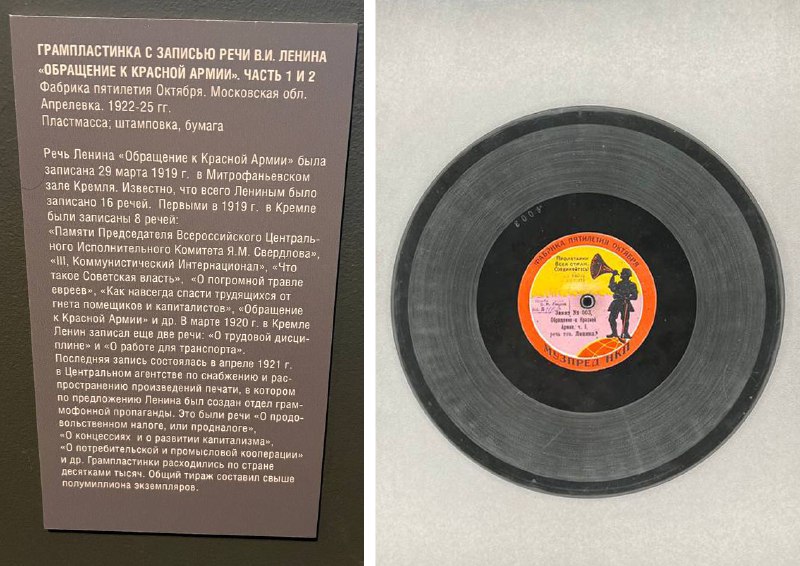 ГРАМПЛАСТИНКА С ЗАПИСЬЮ РЕЧИ В.И. ЛЕНИНА
«ОБРАЩЕНИЕ К КРАСНОЙ АРМИИ». ЧАСТЬ 1 И 2
Фабрика пятилетия Октября. Московская обл.
Апрелевка. 1922-25 гг.
Пластмасса; штамповка, бумага
Речь Ленина «Обращение к Красной Армии» была
записана 29 марта 1919 г. в Митрофаньевском
зале Кремля. Известно, что всего Лениным было
записано 16 речей. Первыми в 1919 г. в Кремле
были записаны 8 речей:
«Памяти Председателя Всероссийского Централь-
ного Исполнительного Комитета Я.М. Свердлова»,
«III, Коммунистический Интернационал», «Что
такое Советская власть», «О погромной травле
евреев», «Как навсегда спасти трудящихся от
гнета помещиков и капиталистов», «Обращение
к Красной Армии» и др. В марте 1920 г. в Кремле
Ленин записал еще две речи: «О трудовой дисци-
плине» и «О работе для транспорта».
Последняя запись состоялась в апреле 1921 г.
в Центральном агентстве по снабжению и рас-
пространению произведений печати, в котором
по предложению Ленина был создан отдел грам-
мофонной пропаганды. Это были речи «О продо-
вольственном налоге, или продналоге»,
«О концессиях и о развитии капитализма»,
«О потребительской и промысловой кооперации»
и др. Грампластинки расходились по стране
десятками тысяч. Общий тираж составил свыше
полумиллиона экземпляров.
A003
ФАБРИКА ПЯТИЛЕТИЯ ОКТЯБРЯ
Пролетарии
Всех стран,
Соединяйтесь!
Заказ № 003,
Обращение к Красной
Армии, ч. I,
речь тов. Ленина
МУЗПРЕД НКП